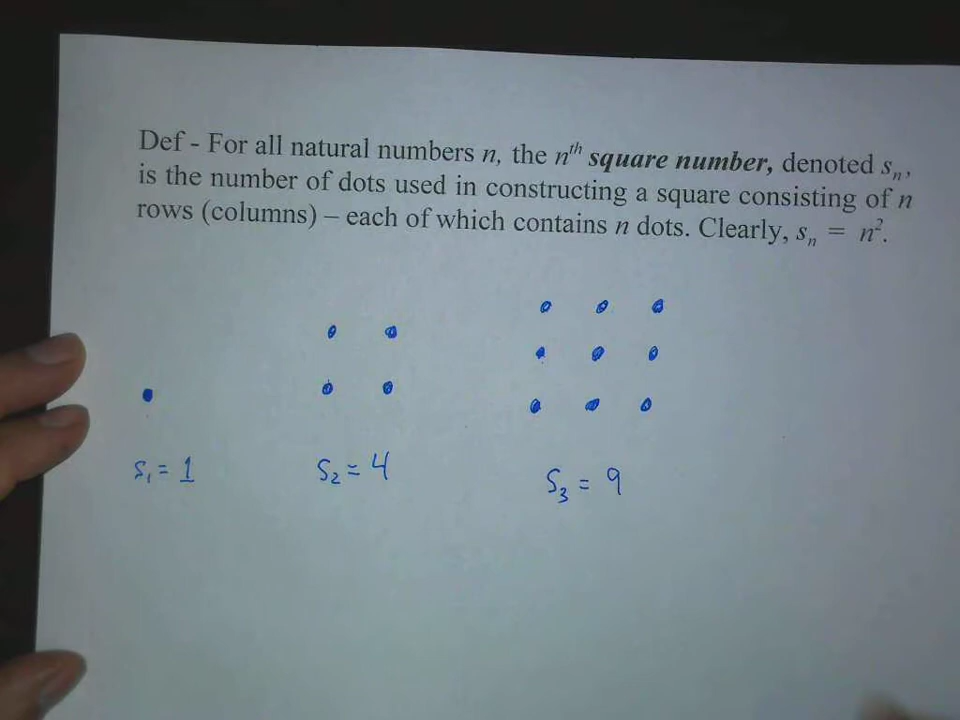 Def - For all natural numbers n, the nᵗʰ square number, denoted sₙ,
is the number of dots used in constructing a square consisting of n
rows (columns) – each of which contains n dots. Clearly, sₙ = n².
S₁ = 1
S₂ = 4
S₃ = 9